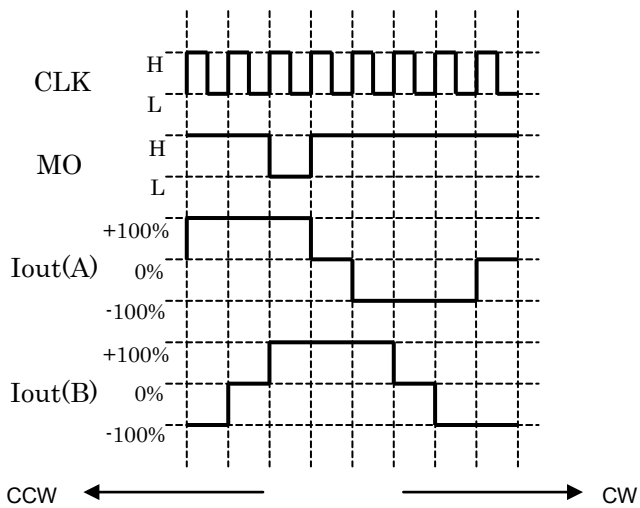 CLK
H
L
MO
H
L
Iout(A)
+100%
0%
-100%
Iout(B)
+100%
0%
-100%
CCW
CW